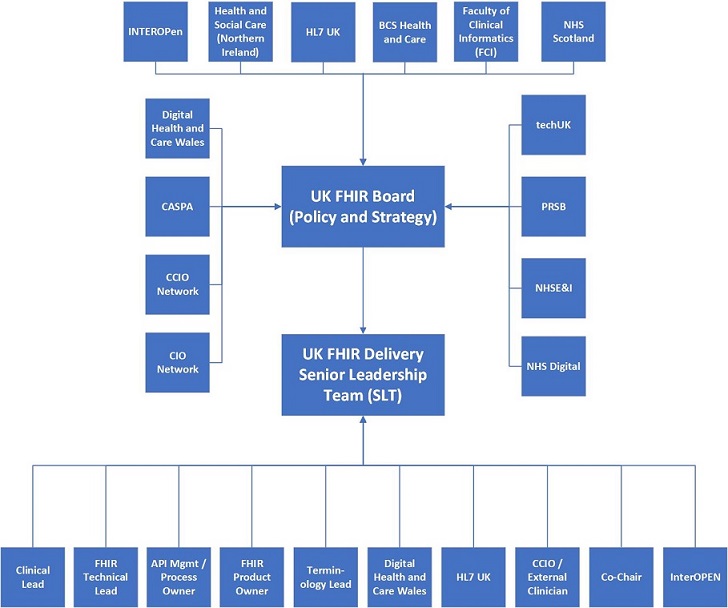 INTEROPen
Health and
Social Care
(Northern
Ireland)
HL7 UK
BCS Health
and Care
Faculty of
Clinical
Informatics
(FCI)
NHS
Scotland
Digital
Health and
Care Wales
CASPA
CCIO
Network
CIO
Network
UK FHIR Board
(Policy and Strategy)
techUK
PRSB
NHSE&I
NHS Digital
UK FHIR Delivery
Senior Leadership
Team (SLT)
Clinical
Lead
FHIR
Technical
Lead
API Mgmt /
Process
Owner
FHIR
Product
Owner
Termin-
ology Lead
Digital
Health and
Care Wales
HL7 UK
CCIO /
External
Clinician
Co-Chair
InterOPEN